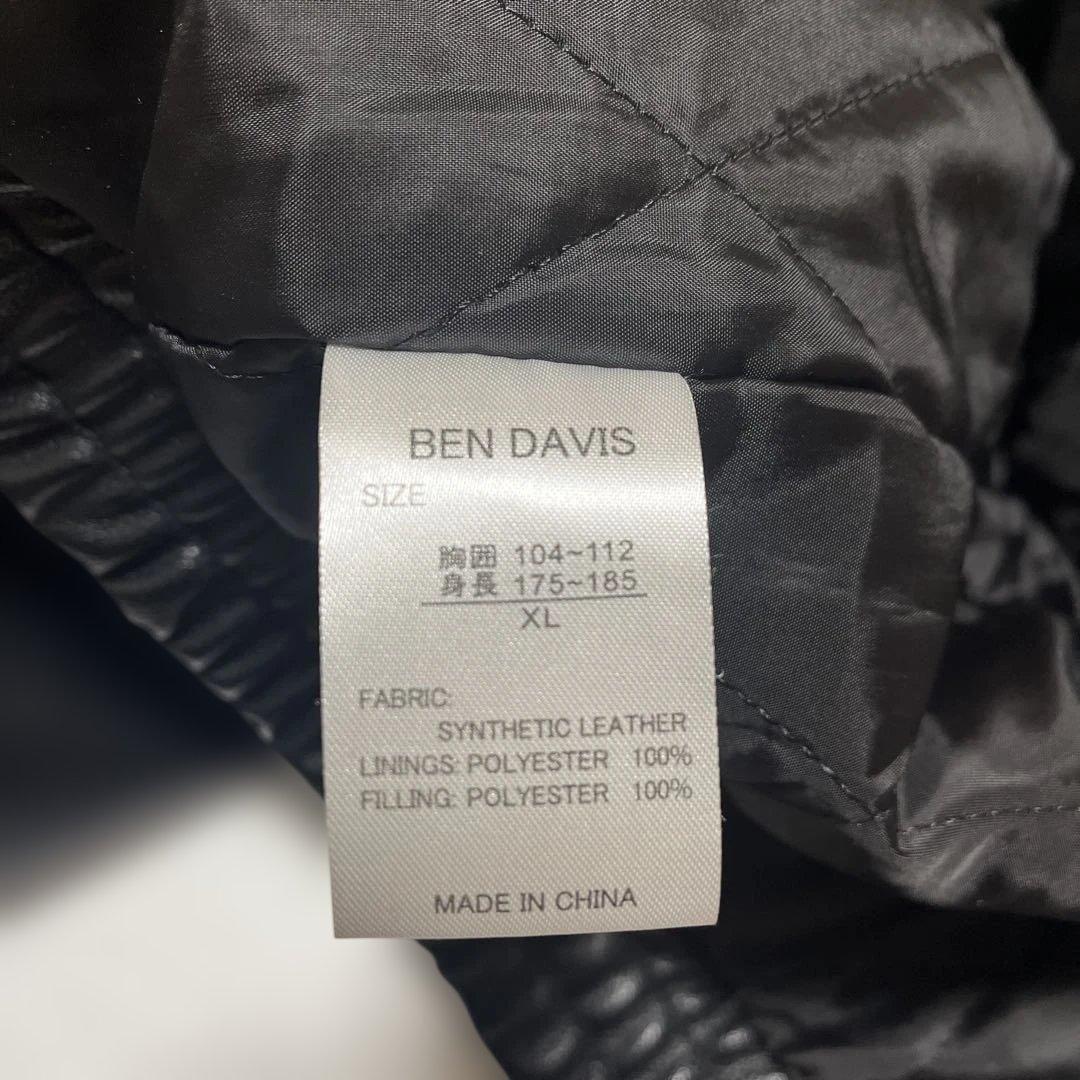 BEN DAVIS
SIZE
胸囲 104~112
身長 175~185
XL
FABRIC:
SYNTHETIC LEATHER
LININGS: POLYESTER 100%
FILLING: POLYESTER 100%
MADE IN CHINA